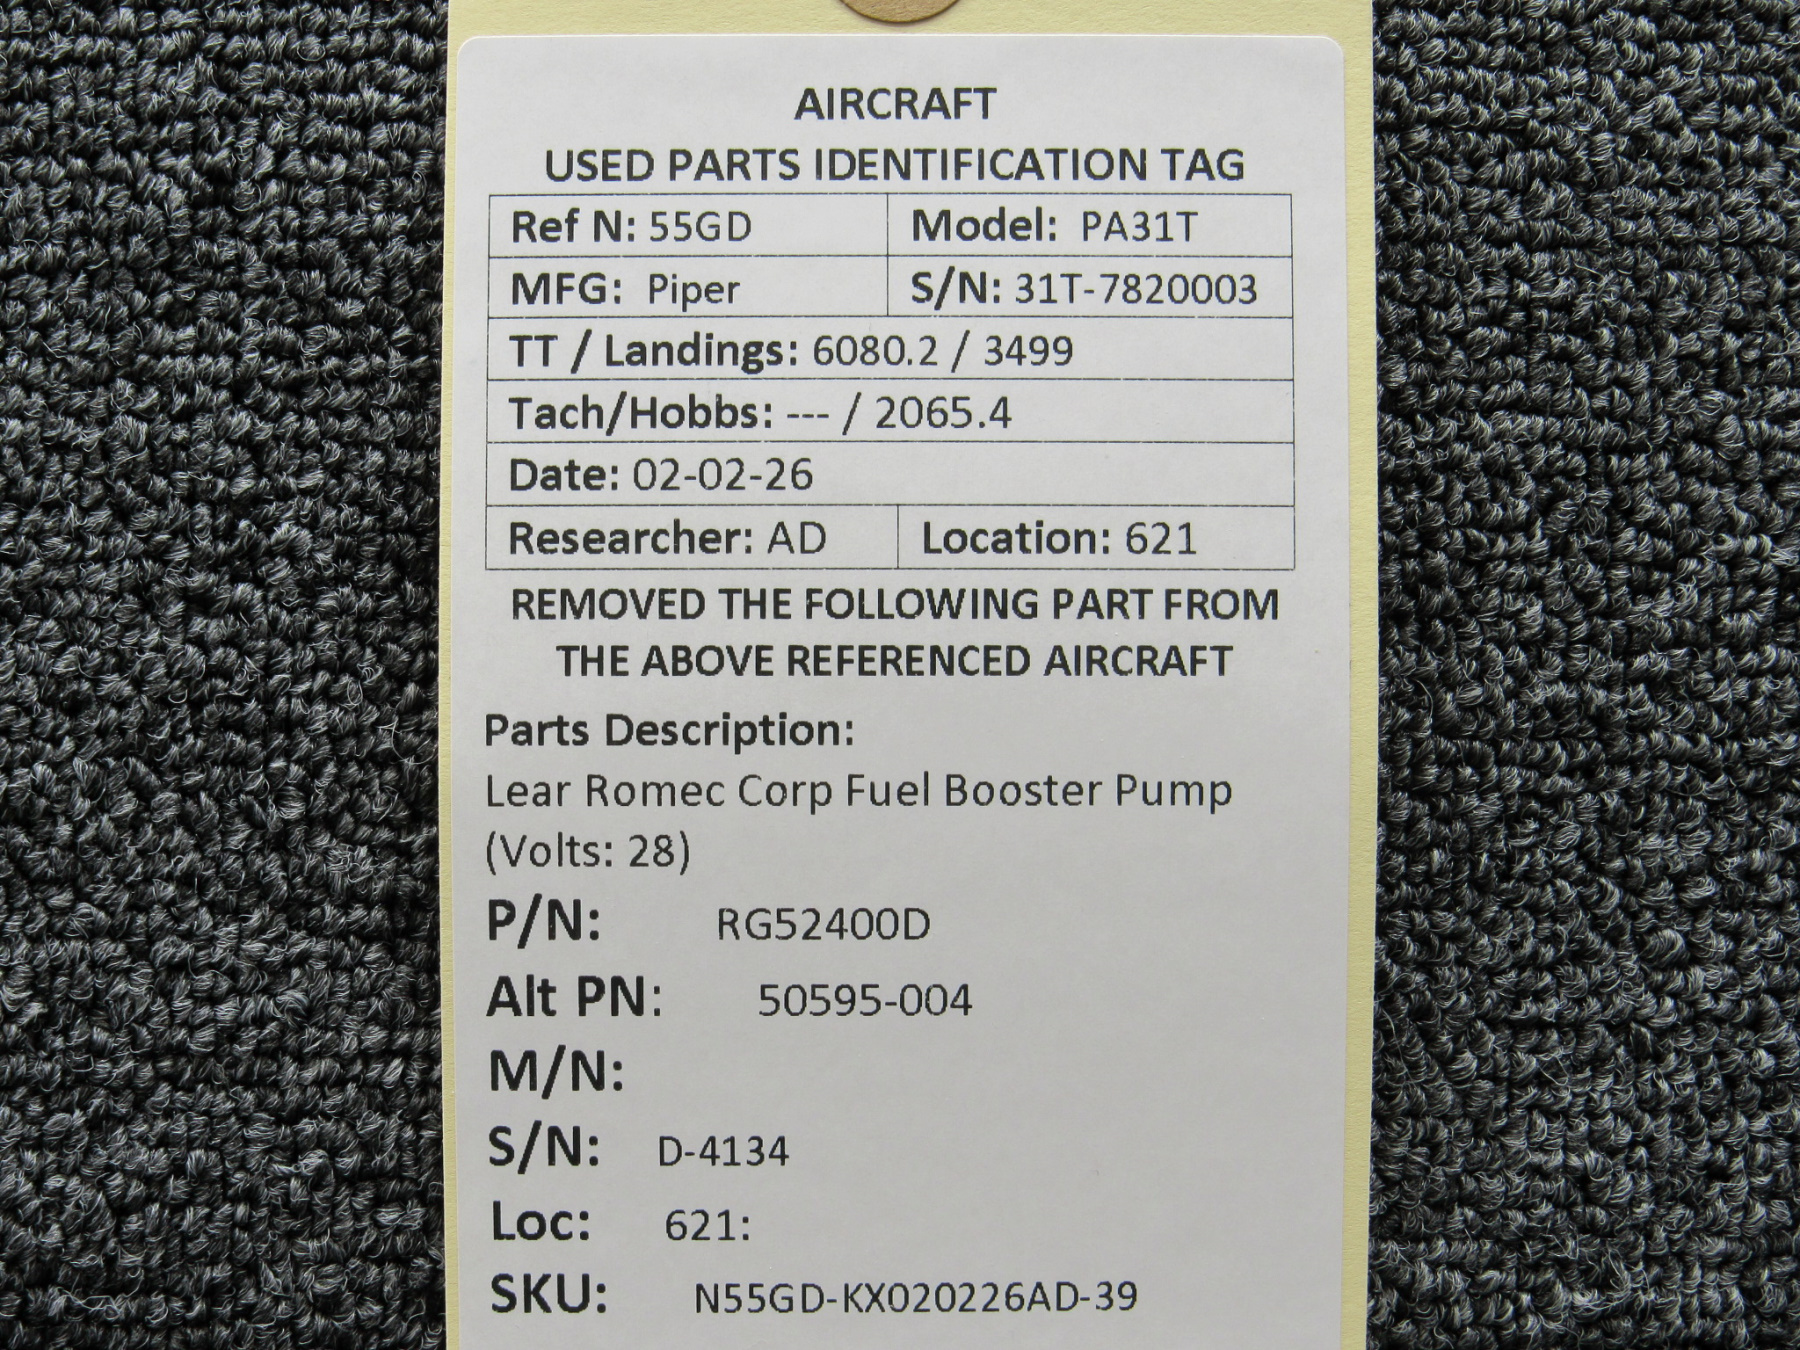 AIRCRAFT
USED PARTS IDENTIFICATION TAG
Ref N: 55GD Model: PA31T
MFG: Piper S/N: 31T-7820003
TT / Landings: 6080.2 / 3499
Tach/Hobbs: --- / 2065.4
Date: 02-02-26
Researcher: AD Location: 621
REMOVED THE FOLLOWING PART FROM
THE ABOVE REFERENCED AIRCRAFT
Parts Description:
Lear Romec Corp Fuel Booster Pump
(Volts: 28)
P/N: RG52400D
Alt PN: 50595-004
M/N:
S/N: D-4134
Loc: 621:
SKU: N55GD-KX020226AD-39